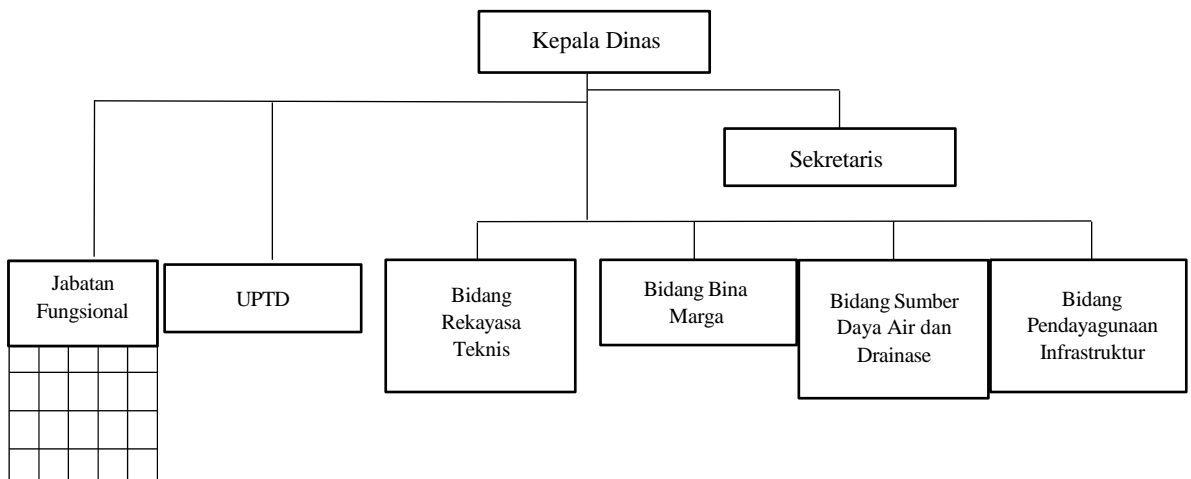 Kepala Dinas
Sekretaris
Jabatan
Fungsional
UPTD
Bidang
Rekayasa
Teknis
Bidang Bina
Marga
Bidang Sumber
Daya Air dan
Drainase
Bidang
Pendayagunaan
Infrastruktur